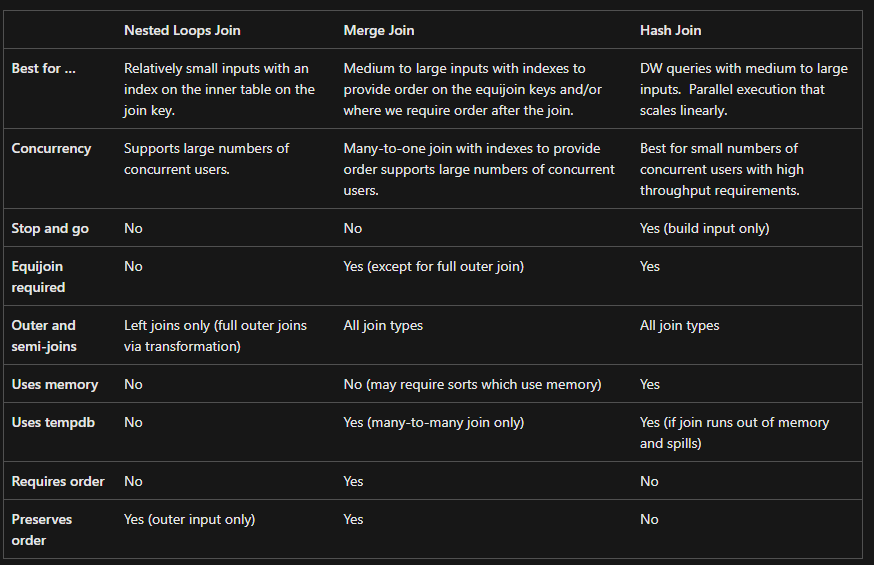 Nested Loops Join Merge Join Hash Join
Best for ... Relatively small inputs with an Medium to large inputs with indexes to DW queries with medium to large
index on the inner table on the provide order on the equijoin keys and/or inputs.  Parallel execution that
join key. where we require order after the join. scales linearly.
Concurrency Supports large numbers of Many-to-one join with indexes to provide Best for small numbers of
concurrent users. order supports large numbers of concurrent concurrent users with high
users. throughput requirements.
Stop and go No No Yes (build input only)
Equijoin No Yes (except for full outer join) Yes
required
Outer and Left joins only (full outer joins All join types All join types
semi-joins via transformation)
Uses memory No No (may require sorts which use memory) Yes
Uses tempdb No Yes (many-to-many join only) Yes (if join runs out of memory
and spills)
Requires order No Yes No
Preserves Yes (outer input only) Yes No
order